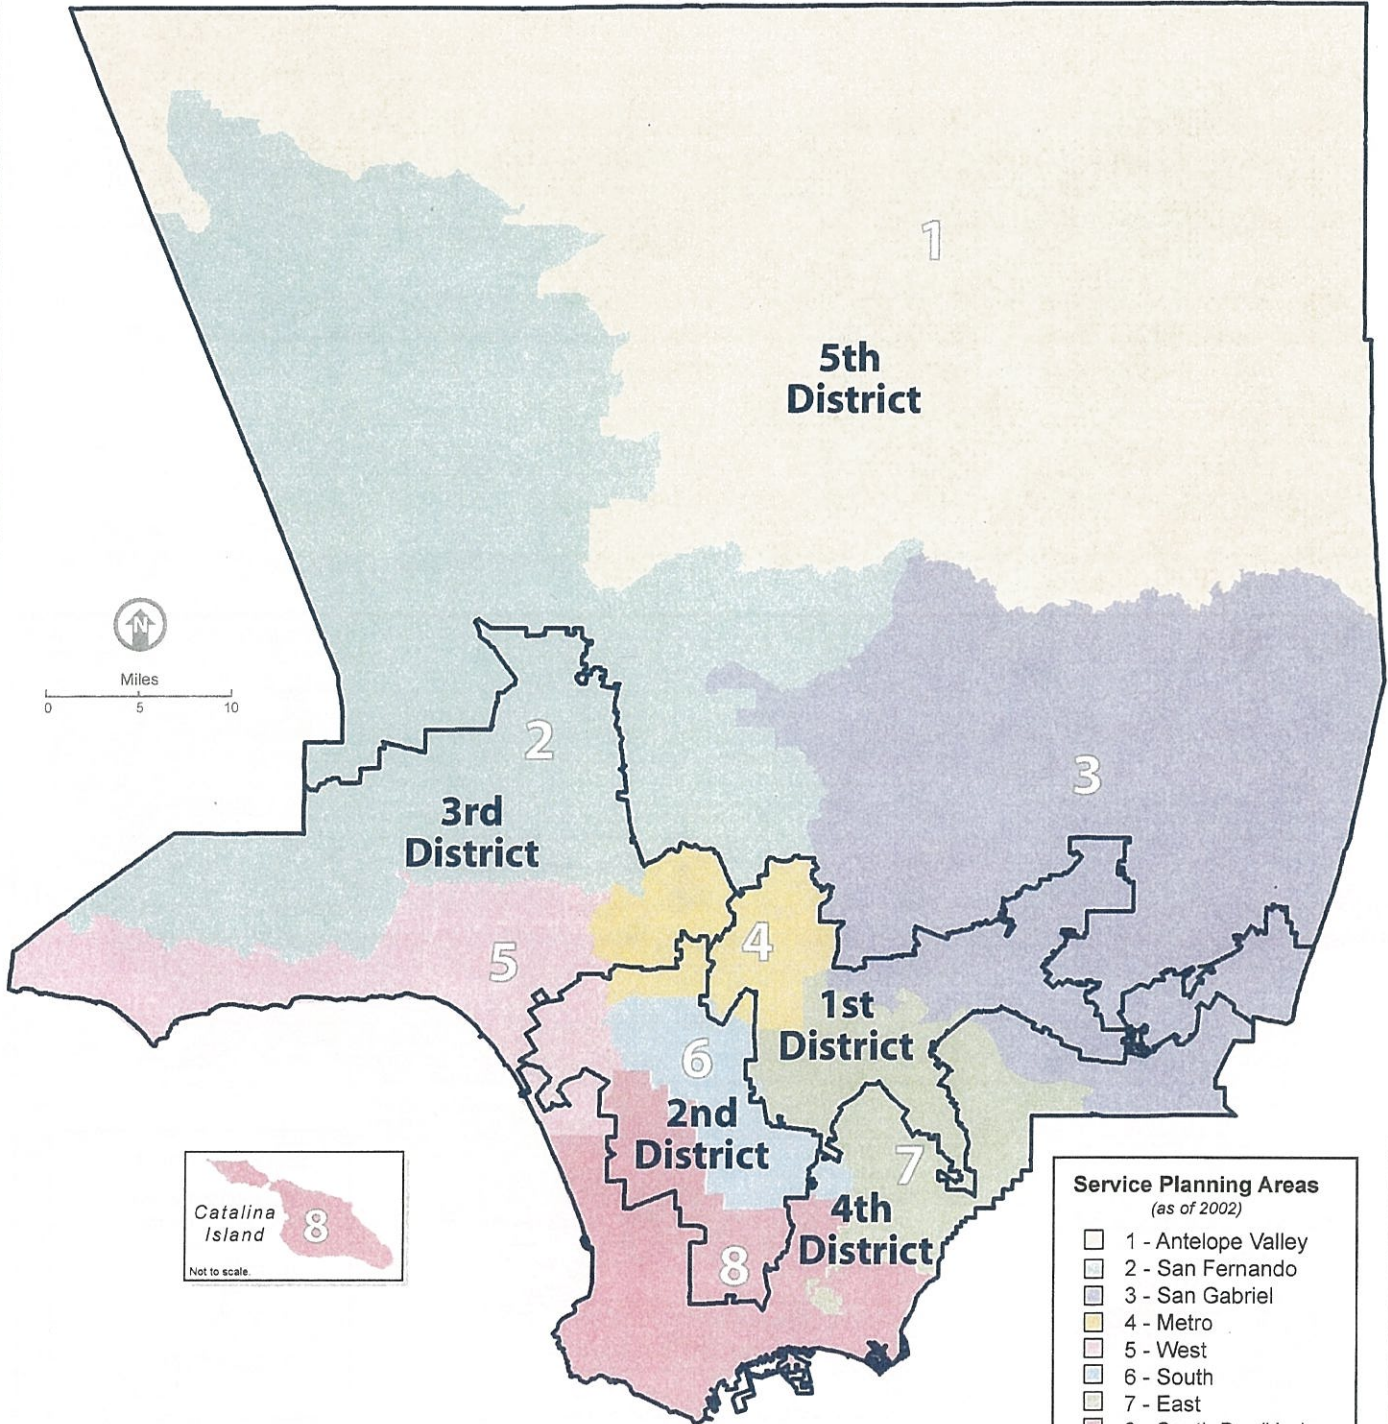 1
5th
District
N
Miles
0 5 10
2
3
3rd
District
4
5
1st
District
6
2nd
District
7
Catalina
Island
8
Not to scale.
4th
District
8
Service Planning Areas
(as of 2002)
1 - Antelope Valley
2 - San Fernando
3 - San Gabriel
4 - Metro
5 - West
6 - South
7 - East